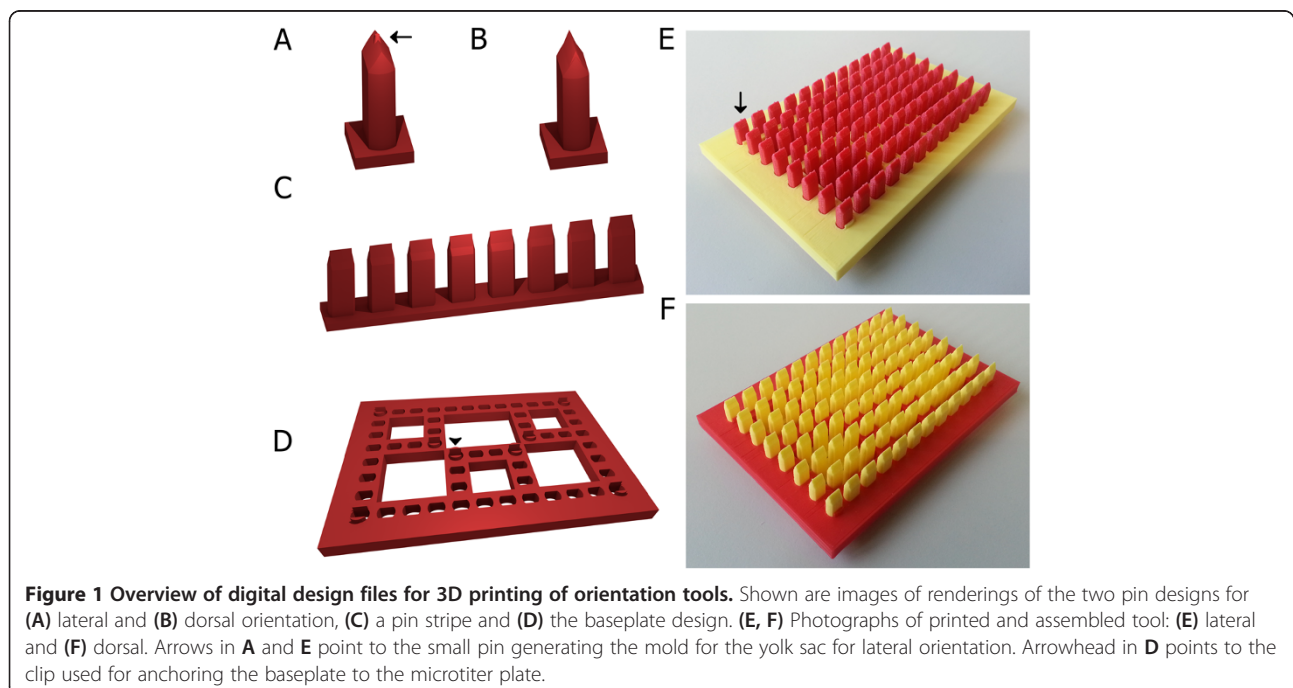 A
B
E
C
D
F
Figure 1 Overview of digital design files for 3D printing of orientation tools. Shown are images of renderings of the two pin designs for
(A) lateral and (B) dorsal orientation, (C) a pin stripe and (D) the baseplate design. (E, F) Photographs of printed and assembled tool: (E) lateral
and (F) dorsal. Arrows in A and E point to the small pin generating the mold for the yolk sac for lateral orientation. Arrowhead in D points to the
clip used for anchoring the baseplate to the microtiter plate.